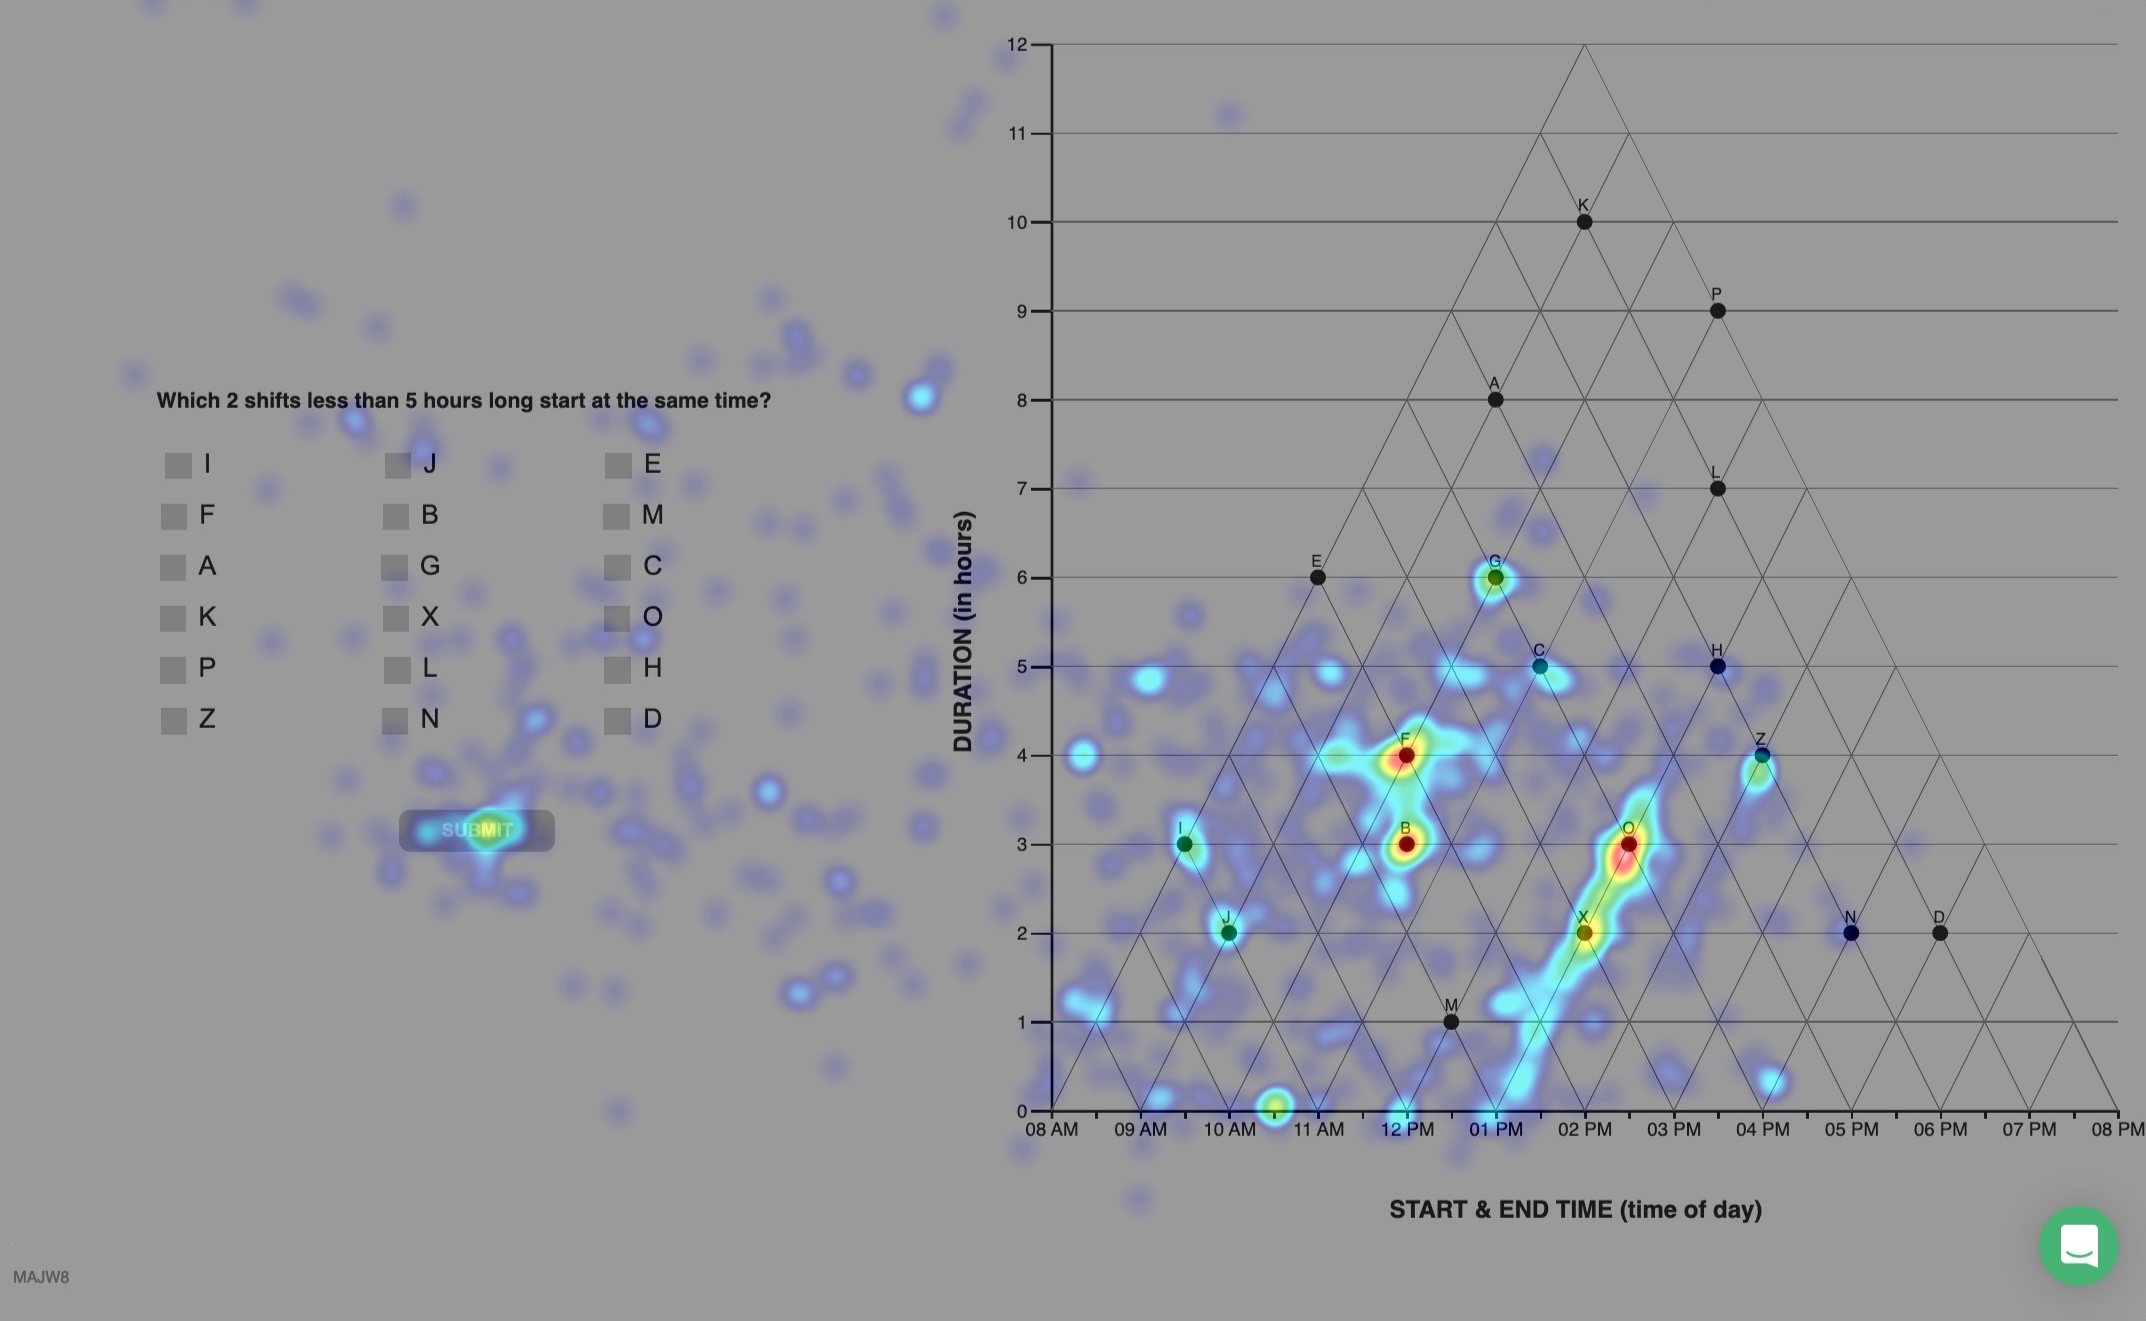 12
11
K
10
P
9
A
8
Which 2 shifts less than 5 hours long start at the same time?
I J E
L
7
F B M
A G C
E G
6
K X O
P L H
C H
5
Z N D
F Z
4
SUBMIT
I B O
3
J X N D
2
M
1
0
08 AM 09 AM 10 AM 11 AM 12 PM 01 PM 02 PM 03 PM 04 PM 05 PM 06 PM 07 PM 08 PM
DURATION (in hours)
START & END TIME (time of day)
MAJW8